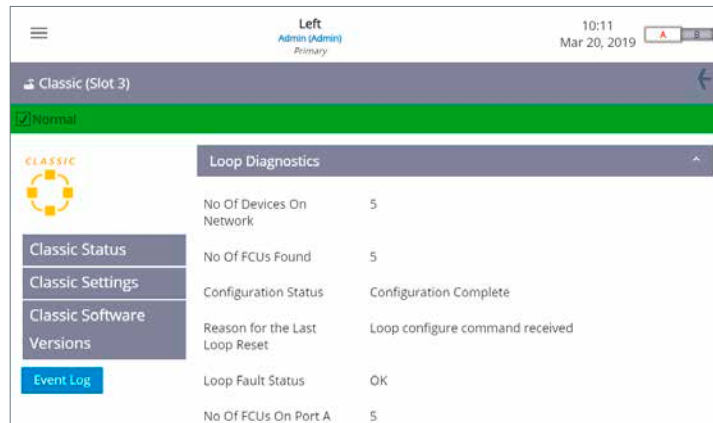 Left
Admin (Admin)
Primary
10:11
Mar 20, 2019
A B
Classic (Slot 3)
Normal
CLASSIC
Loop Diagnostics
No Of Devices On
Network
5
No Of FCUs Found
5
Classic Status
Classic Settings
Classic Software
Versions
Event Log
Configuration Status
Configuration Complete
Reason for the Last
Loop Reset
Loop configure command received
Loop Fault Status
OK
No Of FCUs On Port A
5